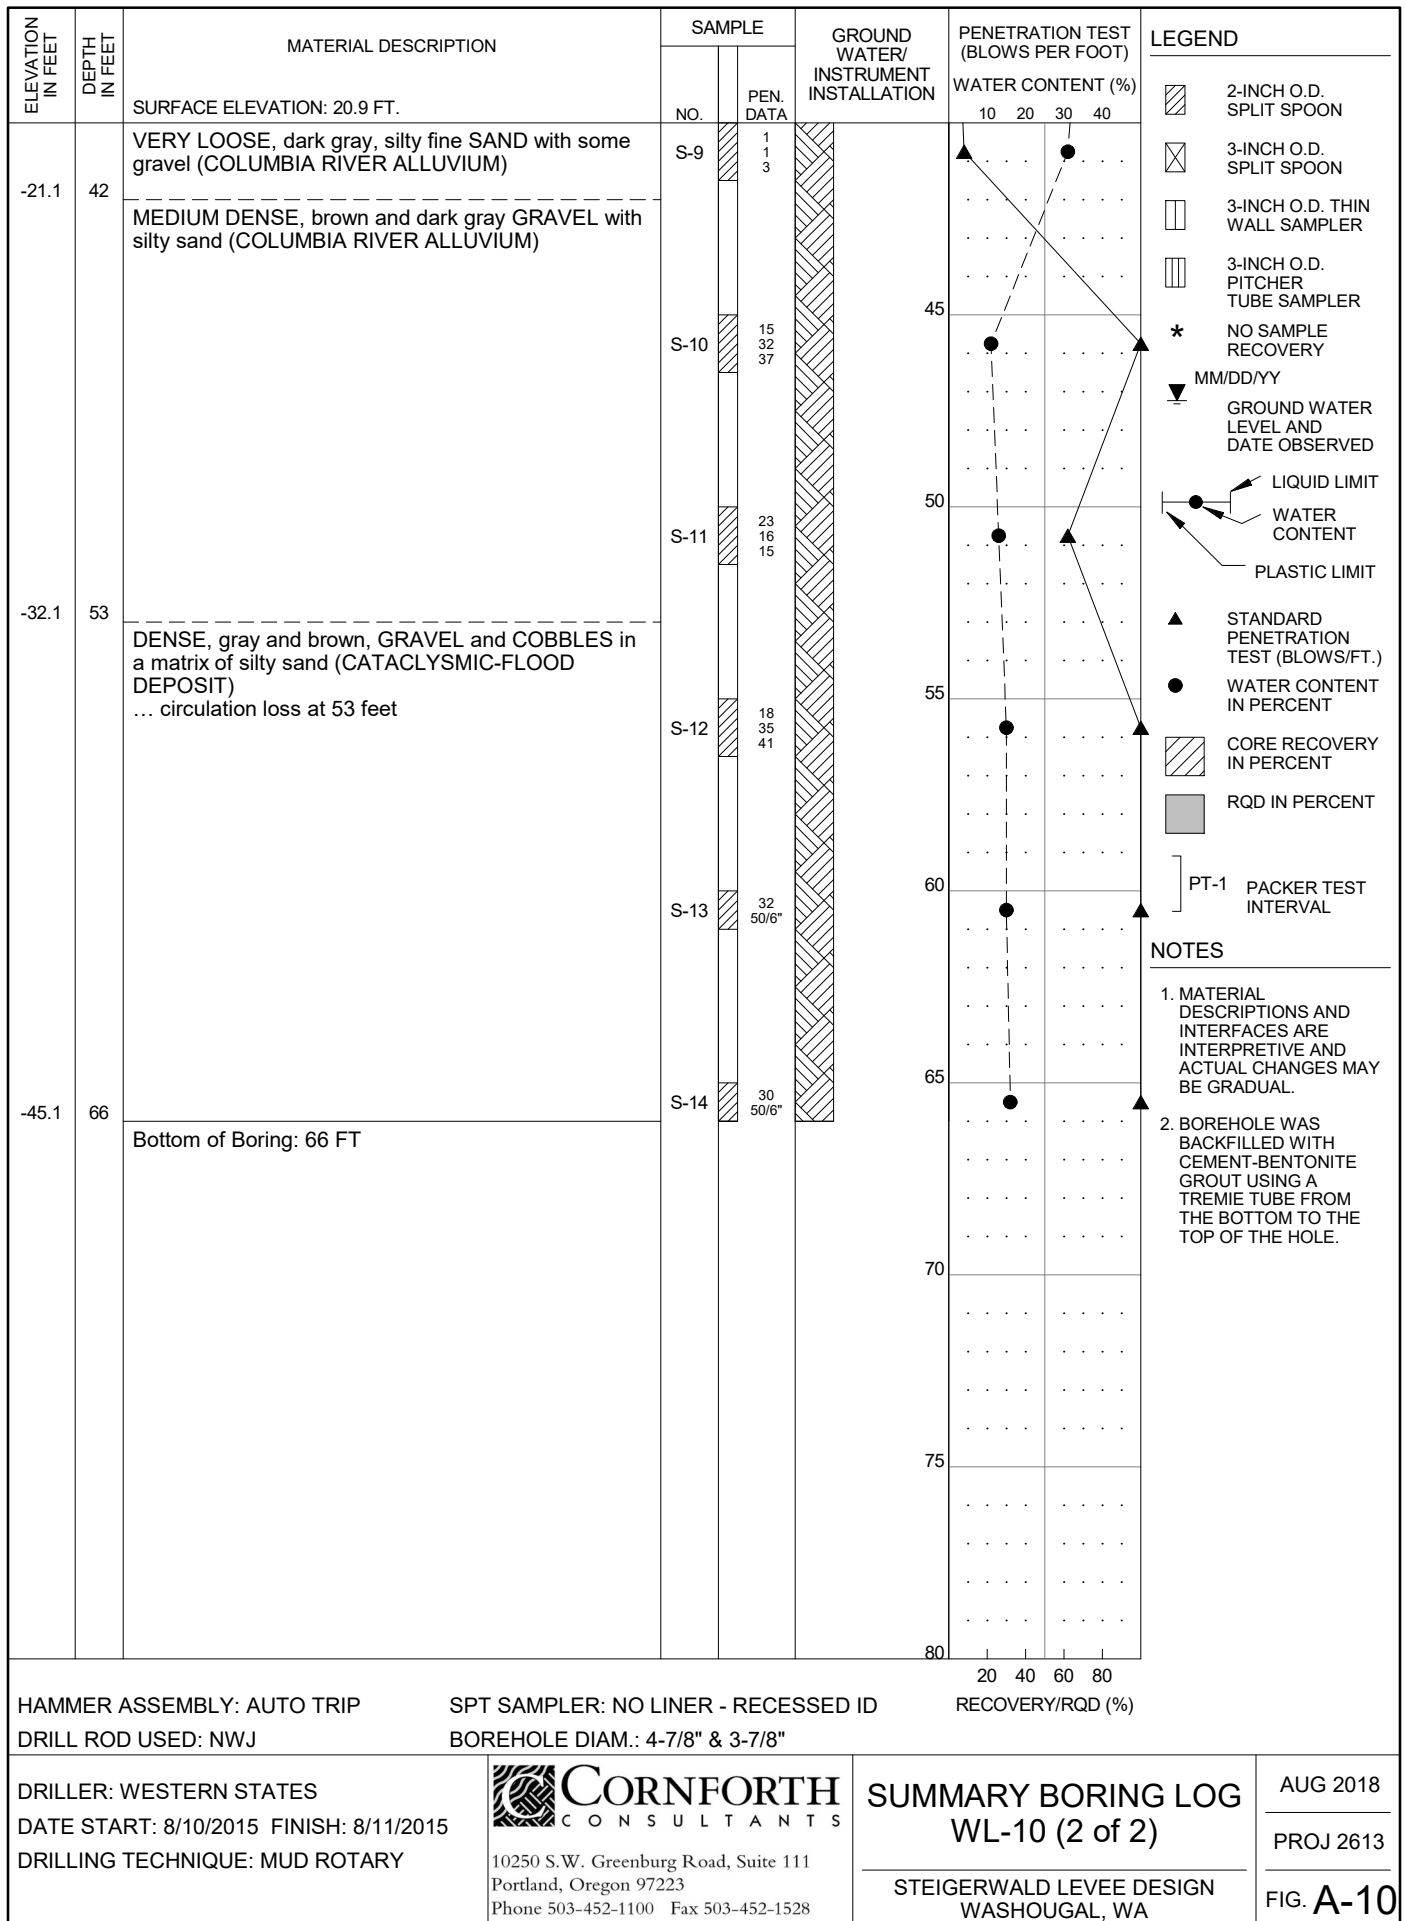 ELEVATION
IN FEET
DEPTH
IN FEET
MATERIAL DESCRIPTION
SURFACE ELEVATION: 20.9 FT.
SAMPLE
NO.
PEN.
DATA
GROUND
WATER/
INSTRUMENT
INSTALLATION
PENETRATION TEST
(BLOWS PER FOOT)
WATER CONTENT (%)
10 20 30 40
VERY LOOSE, dark gray, silty fine SAND with some
gravel (COLUMBIA RIVER ALLUVIUM)
S-9
1
1
3
-21.1 42
MEDIUM DENSE, brown and dark gray GRAVEL with
silty sand (COLUMBIA RIVER ALLUVIUM)
45
S-10
15
32
37
50
S-11
23
16
15
-32.1 53
DENSE, gray and brown, GRAVEL and COBBLES in
a matrix of silty sand (CATACLYSMIC-FLOOD
DEPOSIT)
... circulation loss at 53 feet
55
S-12
18
35
41
60
S-13
32
50/6"
65
S-14
30
50/6"
-45.1 66
Bottom of Boring: 66 FT
70
75
80
20 40 60 80
RECOVERY/RQD (%)
LEGEND
2-INCH O.D.
SPLIT SPOON
3-INCH O.D.
SPLIT SPOON
3-INCH O.D. THIN
WALL SAMPLER
3-INCH O.D.
PITCHER
TUBE SAMPLER
* NO SAMPLE
RECOVERY
MM/DD/YY
GROUND WATER
LEVEL AND
DATE OBSERVED
LIQUID LIMIT
WATER
CONTENT
PLASTIC LIMIT
STANDARD
PENETRATION
TEST (BLOWS/FT.)
WATER CONTENT
IN PERCENT
CORE RECOVERY
IN PERCENT
RQD IN PERCENT
PT-1 PACKER TEST
INTERVAL
NOTES
1. MATERIAL
DESCRIPTIONS AND
INTERFACES ARE
INTERPRETIVE AND
ACTUAL CHANGES MAY
BE GRADUAL.
2. BOREHOLE WAS
BACKFILLED WITH
CEMENT-BENTONITE
GROUT USING A
TREMIE TUBE FROM
THE BOTTOM TO THE
TOP OF THE HOLE.
HAMMER ASSEMBLY: AUTO TRIP
SPT SAMPLER: NO LINER - RECESSED ID
DRILL ROD USED: NWJ
BOREHOLE DIAM.: 4-7/8" & 3-7/8"
DRILLER: WESTERN STATES
DATE START: 8/10/2015 FINISH: 8/11/2015
DRILLING TECHNIQUE: MUD ROTARY
CORNFORTH
CONSULTANTS
10250 S.W. Greenburg Road, Suite 111
Portland, Oregon 97223
Phone 503-452-1100 Fax 503-452-1528
SUMMARY BORING LOG
WL-10 (2 of 2)
STEIGERWALD LEVEE DESIGN
WASHOUGAL, WA
AUG 2018
PROJ 2613
FIG. A-10